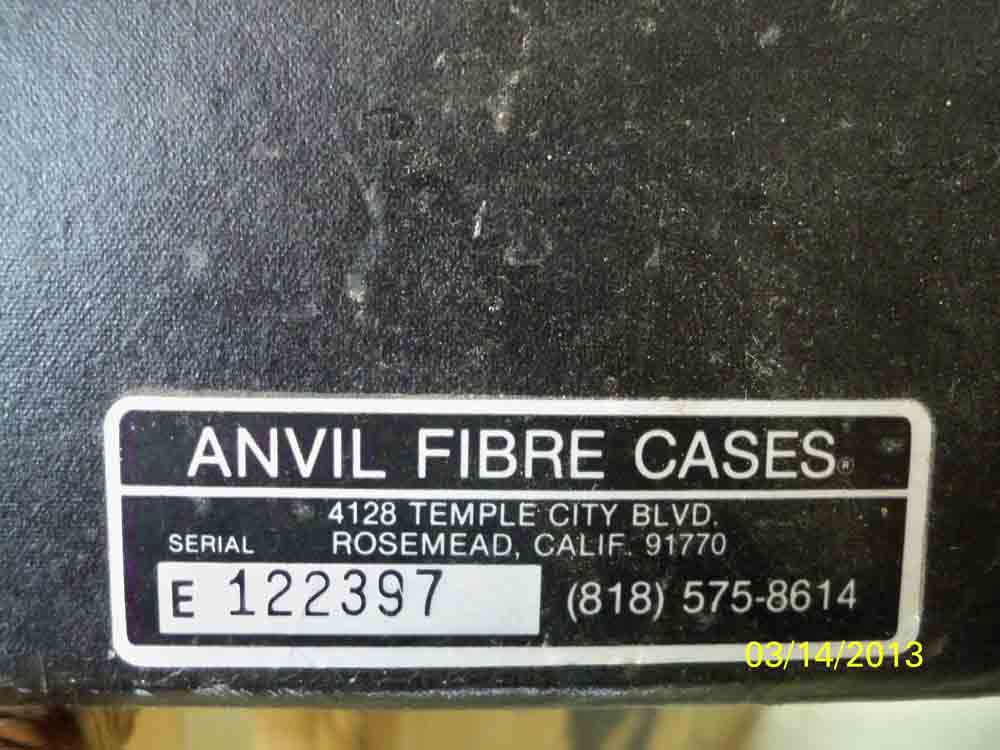 ANVIL FIBRE CASES®
4128 TEMPLE CITY BLVD.
SERIAL ROSEMEAD, CALIF. 91770
E 122397 (818) 575-8614
03/14/2013